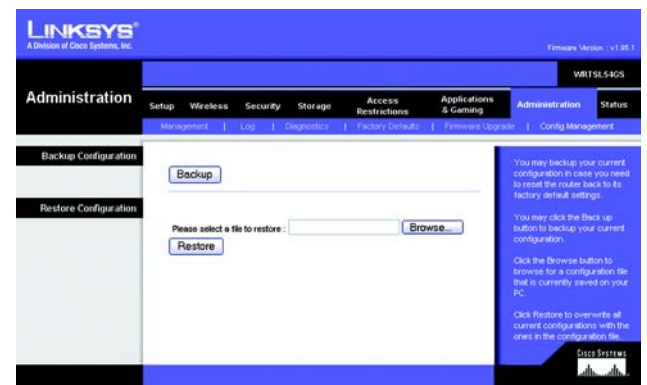 LINKSYS®
A Division of Cisco Systems, Inc.
Firmware Version : v1.95.1
WRTSL54GS
Administration
Setup Wireless Security Storage Access Restrictions Applications & Gaming Administration Status
Management | Log | Diagnostics | Factory Defaults | Firmware Upgrade | Config Management
Backup Configuration
Backup
Restore Configuration
Please select a file to restore :
Browse...
Restore
You may backup your current
configuration in case you need
to reset the router back to its
factory default settings.
You may click the Back up
button to backup your current
configuration.
Click the Browse button to
browse for a configuration file
that is currently saved on your
PC.
Click Restore to overwrite all
current configurations with the
ones in the configuration file.
CISCO SYSTEMS